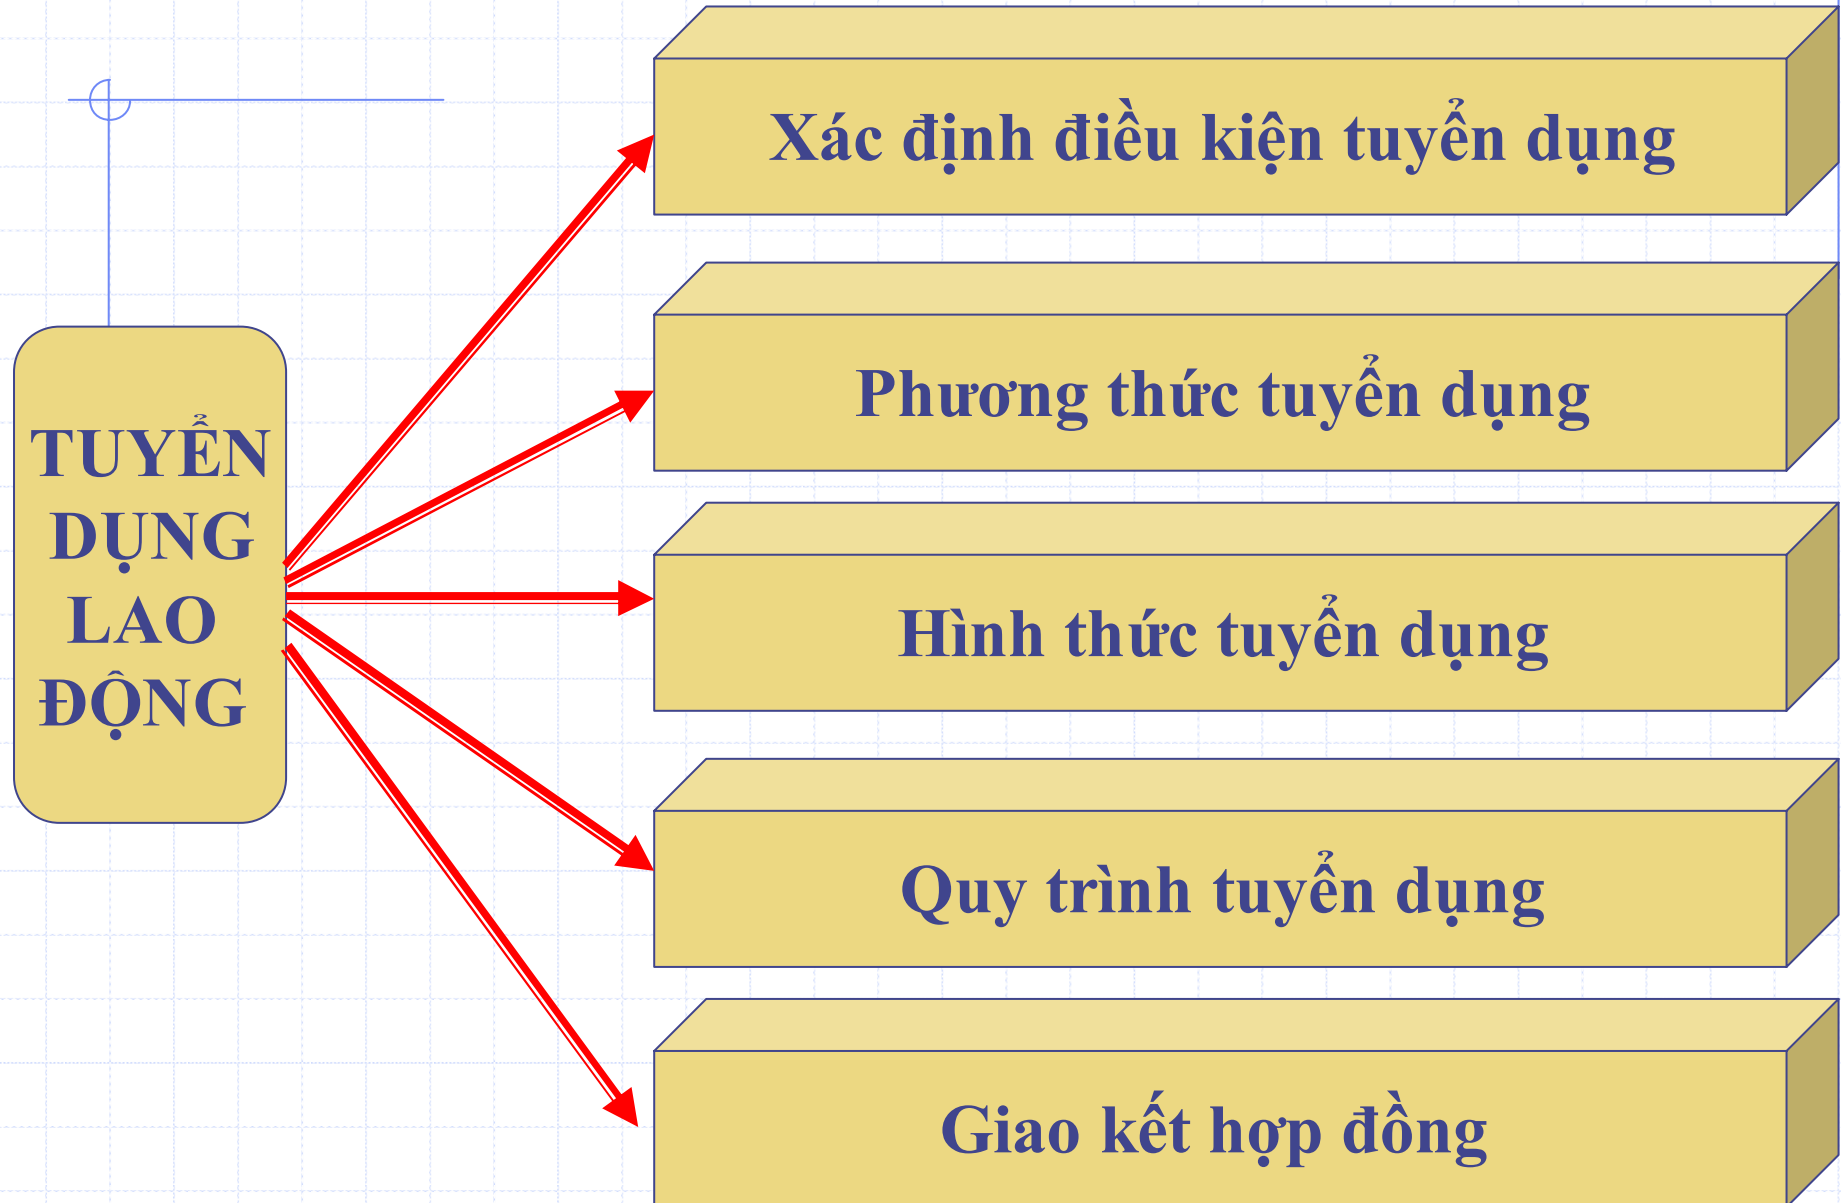 TUYỂN
DỤNG
LAO
ĐỘNG
Xác định điều kiện tuyển dụng
Phương thức tuyển dụng
Hình thức tuyển dụng
Quy trình tuyển dụng
Giao kết hợp đồng